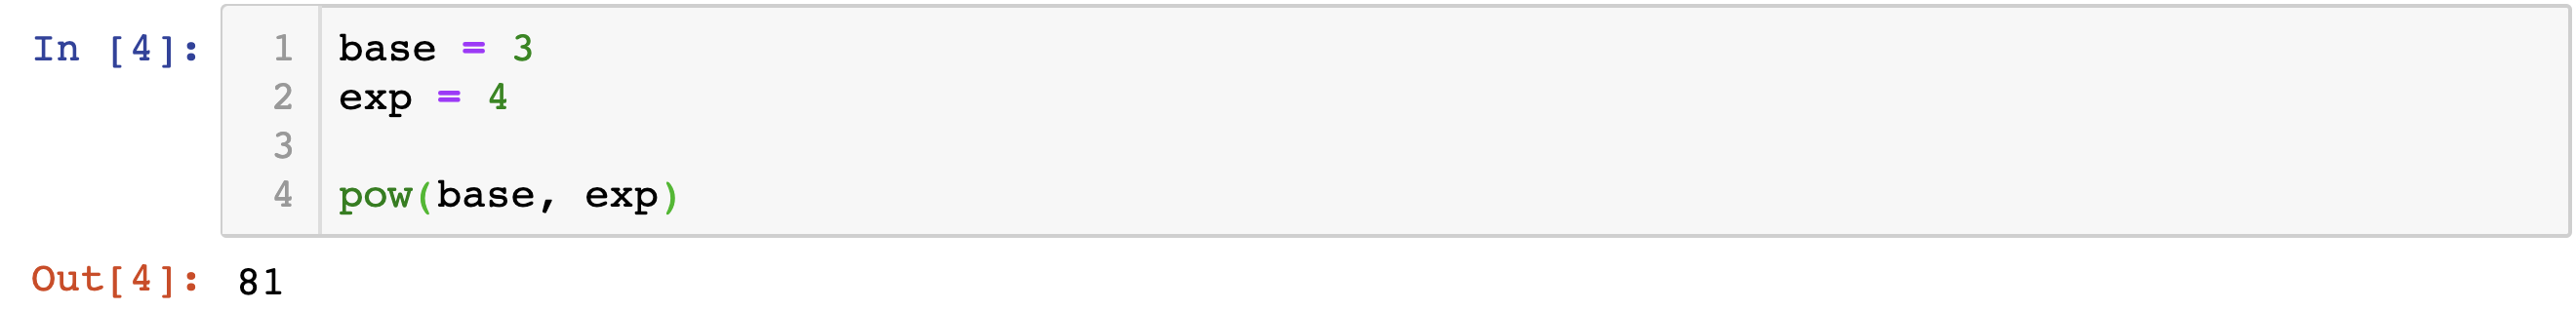 In [4]:
1 base = 3
2 exp = 4
3
4 pow(base, exp)
Out[4]: 81